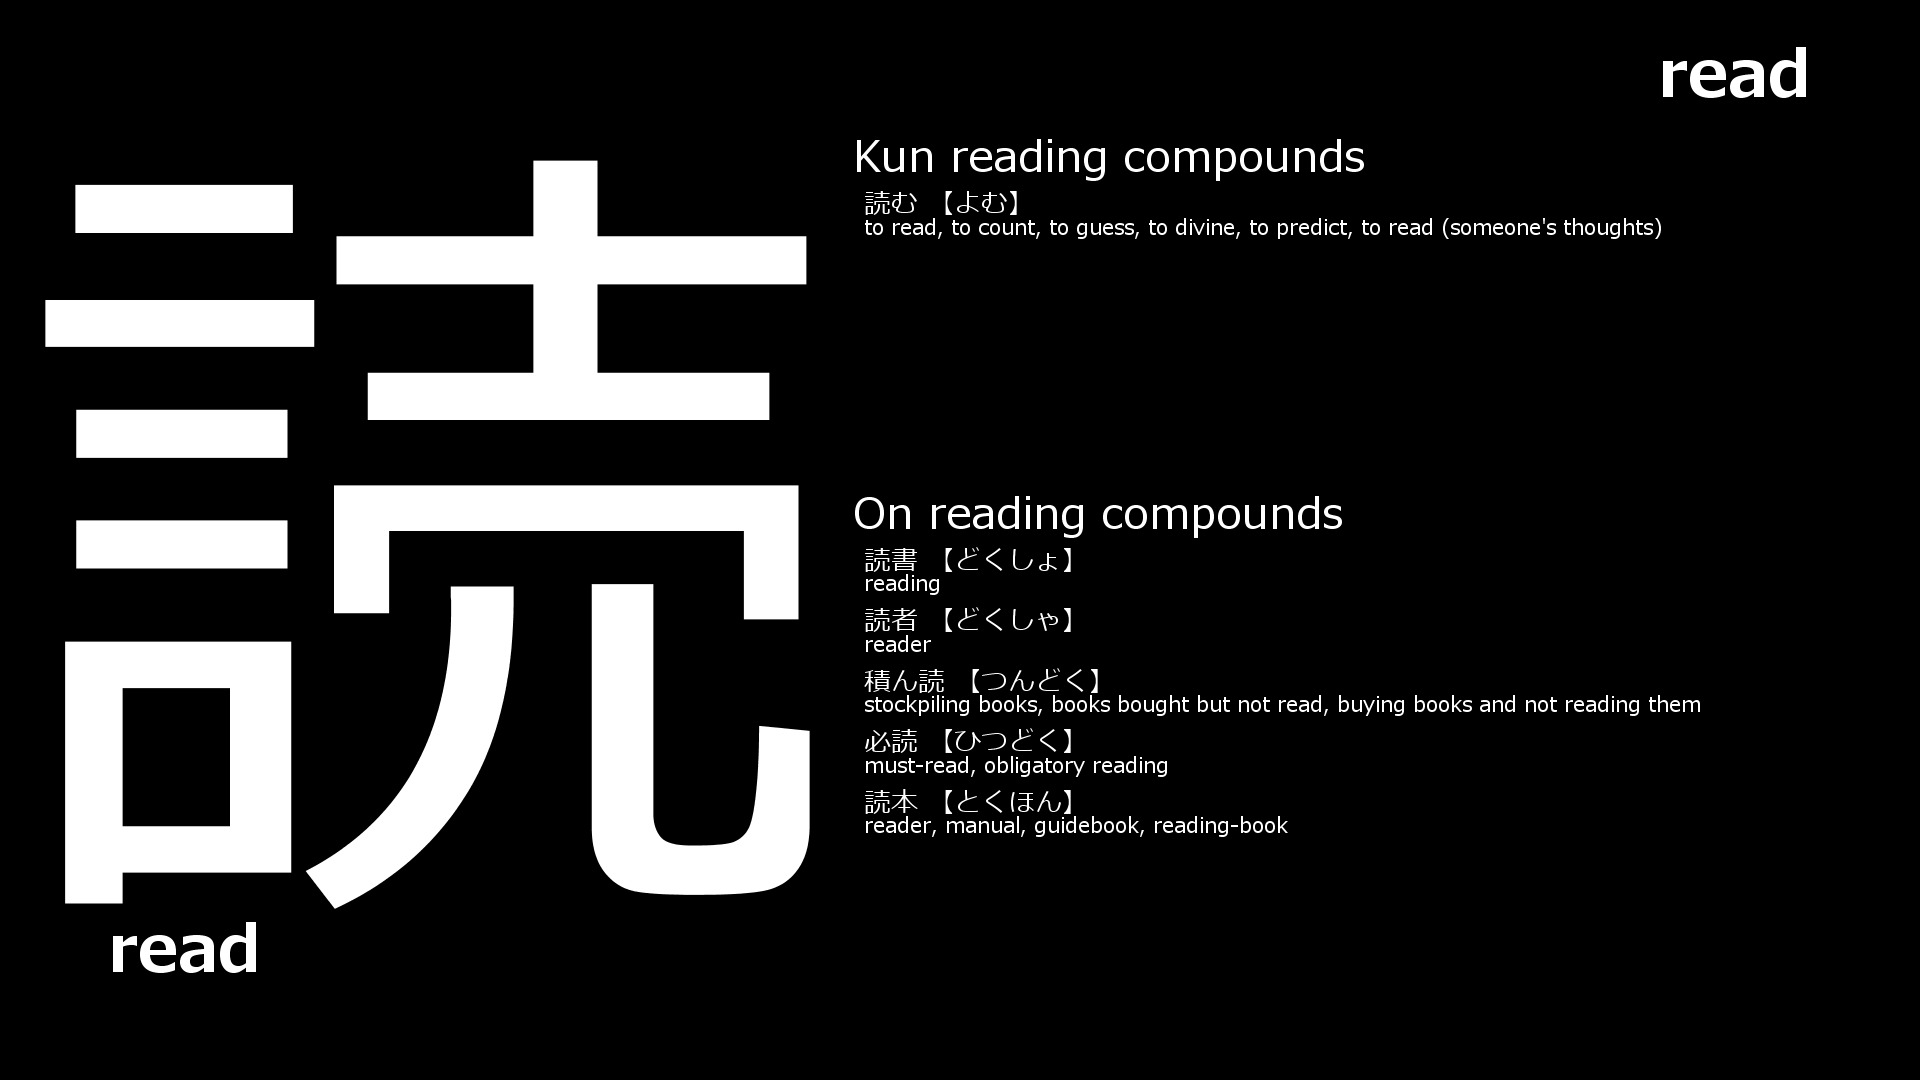 read
読
read
Kun reading compounds
読む 【よむ】
to read, to count, to guess, to divine, to predict, to read (someone's thoughts)
On reading compounds
読書 【どくしょ】
reading
読者 【どくしゃ】
reader
積ん読 【つんどく】
stockpiling books, books bought but not read, buying books and not reading them
必読 【ひつどく】
must-read, obligatory reading
読本 【とくほん】
reader, manual, guidebook, reading-book